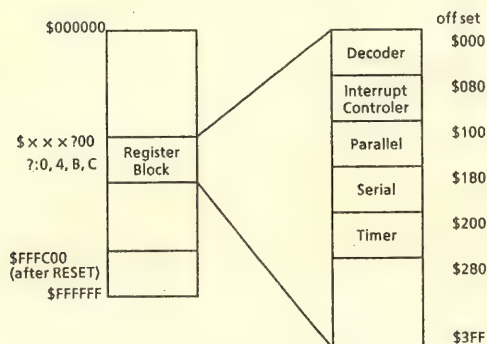 $000000
$×××?00
?:0, 4, B, C
Register
Block
$FFFC00
(after RESET)
$FFFFFF
off set
Decoder
$000
Interrupt
Controler
$080
Parallel
$100
Serial
$180
Timer
$200
$280
$3FF